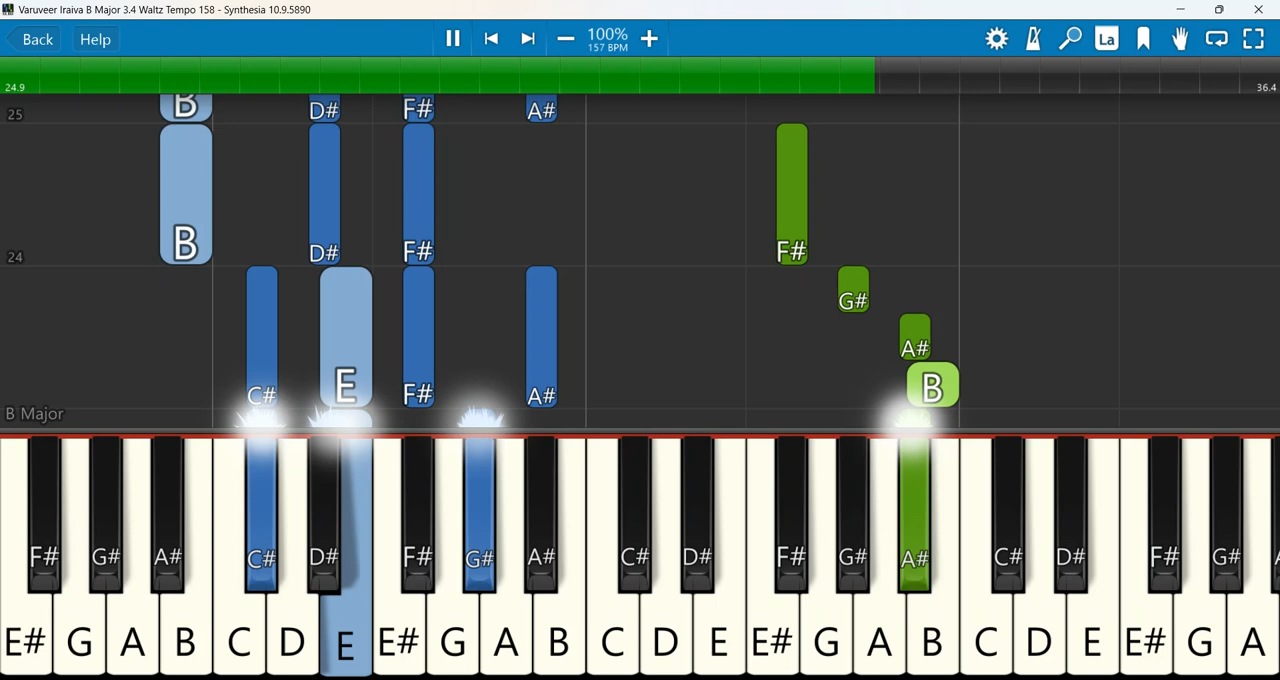 Varuveer Iraiva B Major 3.4 Waltz Tempo 158 - Synthesia 10.9.5890
Back Help 100% La
157 BPM
24.9 36.4
25 B D# F# A#
B D# F# F#
24
G#
A#
C# E F# A# B
B Major
F# G# A# C# D# F# G# A# C# D# F# G# A# C# D# F# G# A
E# G A B C D E E# G A B C D E E# G A B C D E E# G A